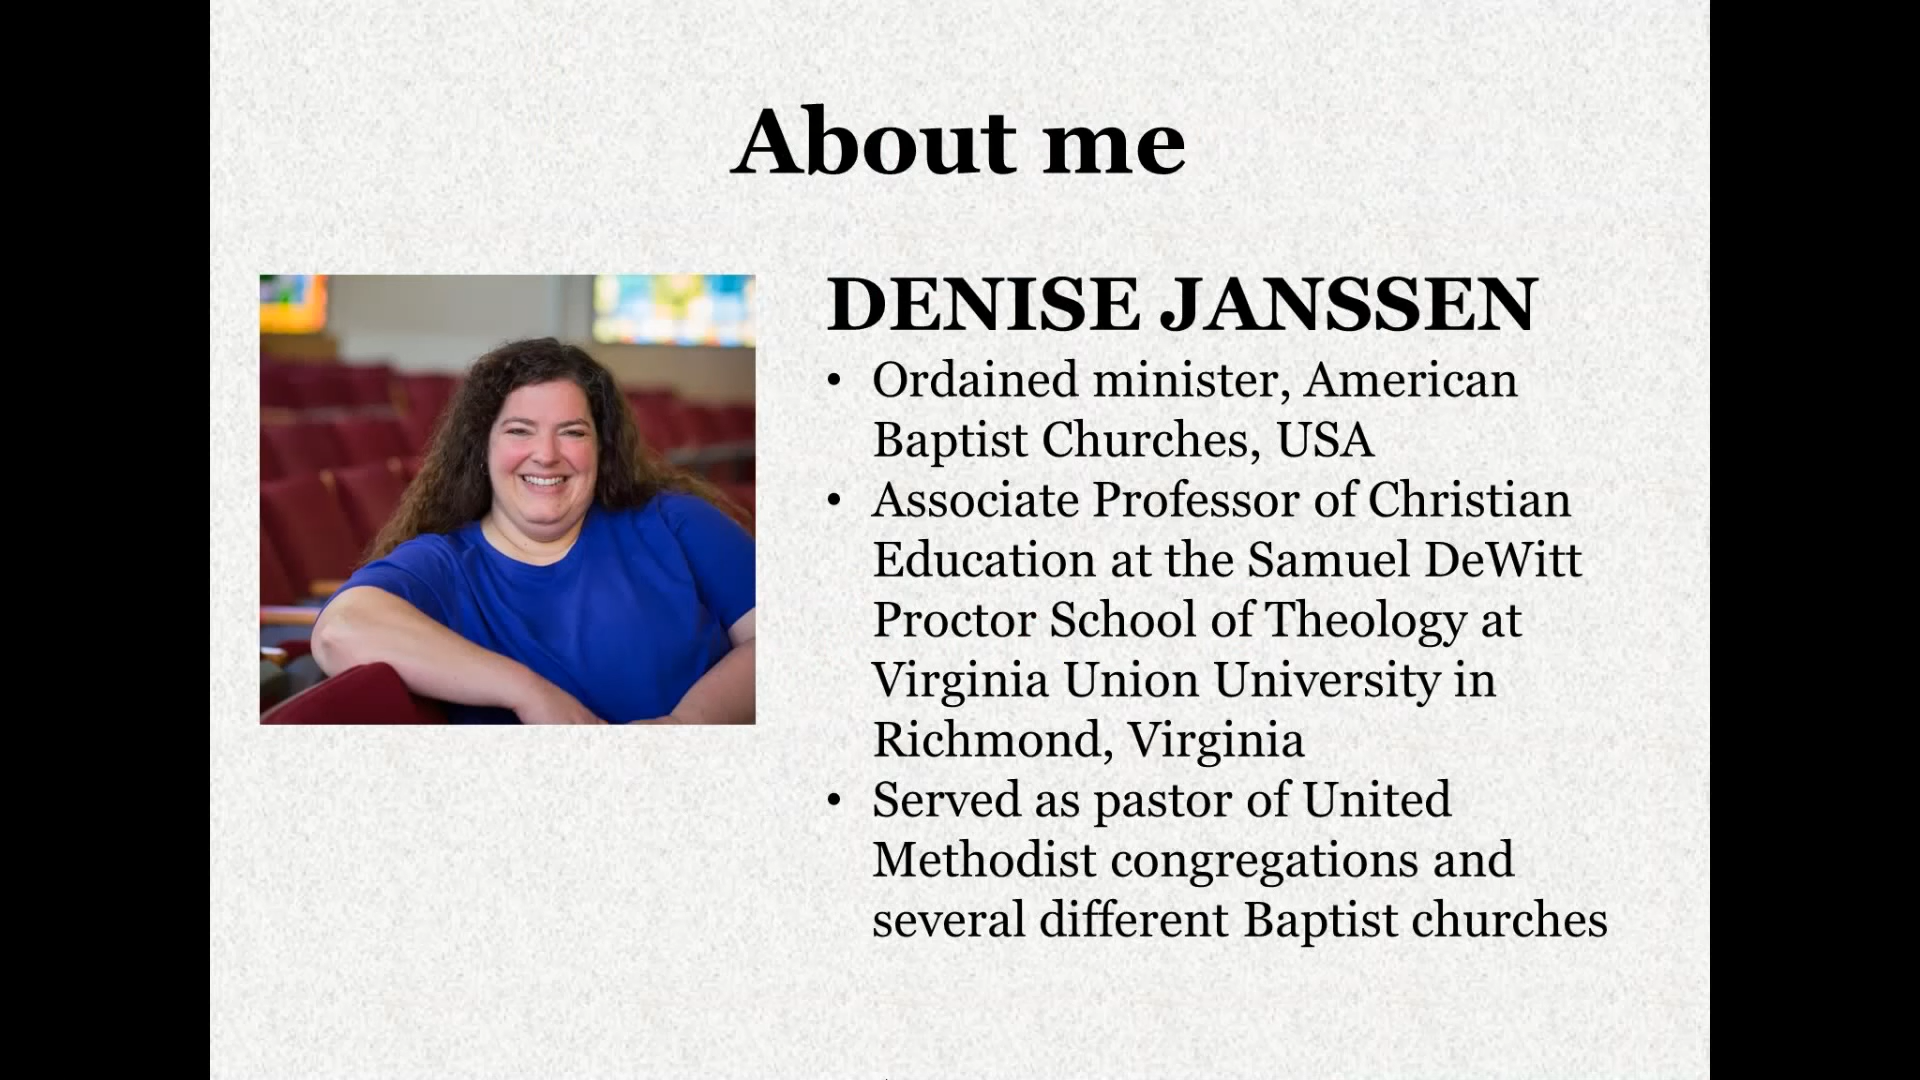 About me
DENISE JANSSEN
• Ordained minister, American
Baptist Churches, USA
• Associate Professor of Christian
Education at the Samuel DeWitt
Proctor School of Theology at
Virginia Union University in
Richmond, Virginia
• Served as pastor of United
Methodist congregations and
several different Baptist churches